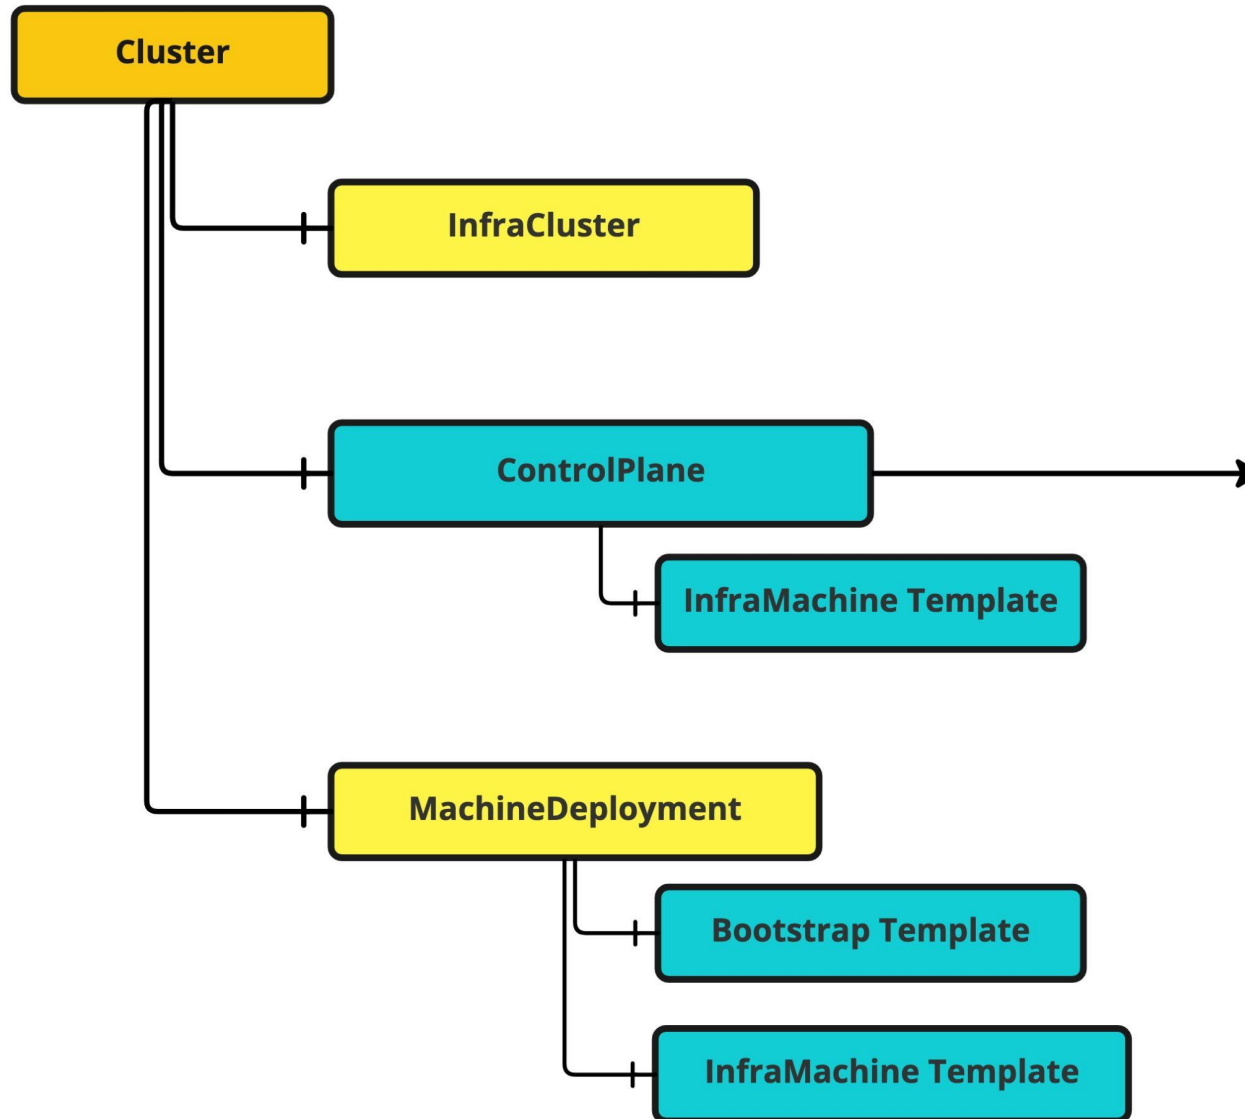 Cluster
InfraCluster
ControlPlane
InfraMachine Template
MachineDeployment
Bootstrap Template
InfraMachine Template